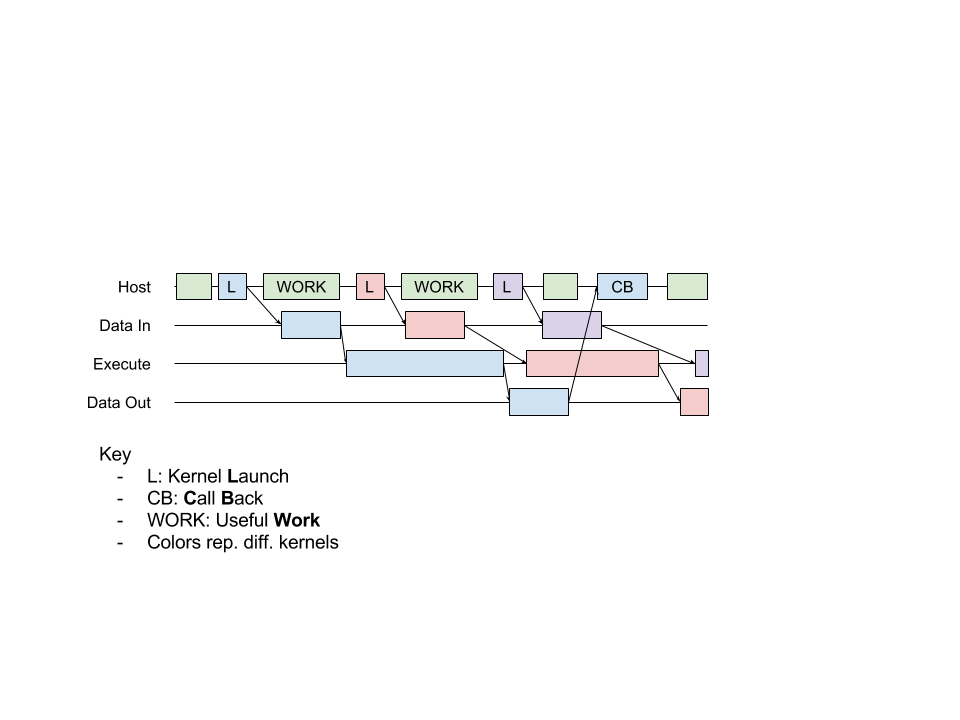 Host L WORK L WORK L CB
Data In
Execute
Data Out
Key
- L: Kernel Launch
- CB: Call Back
- WORK: Useful Work
- Colors rep. diff. kernels